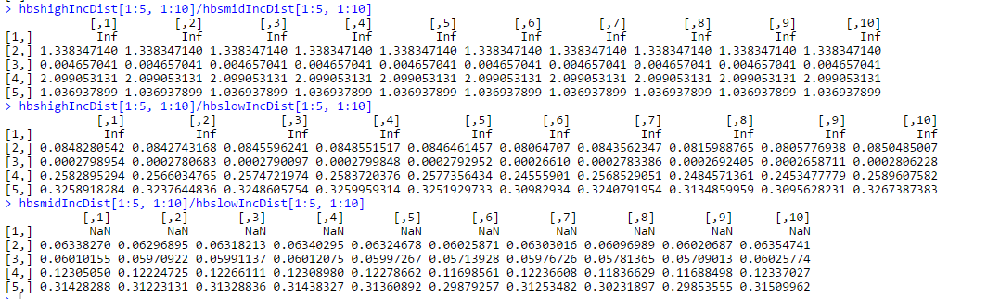 > hbshighIncDist[1:5, 1:10]/hbsmidIncDist[1:5, 1:10]
[,1] [,2] [,3] [,4] [,5] [,6] [,7] [,8] [,9] [,10]
[1,] Inf Inf Inf Inf Inf Inf Inf Inf Inf Inf
[2,] 1.338347140 1.338347140 1.338347140 1.338347140 1.338347140 1.338347140 1.338347140 1.338347140 1.338347140 1.338347140
[3,] 0.004657041 0.004657041 0.004657041 0.004657041 0.004657041 0.004657041 0.004657041 0.004657041 0.004657041 0.004657041
[4,] 2.099053131 2.099053131 2.099053131 2.099053131 2.099053131 2.099053131 2.099053131 2.099053131 2.099053131 2.099053131
[5,] 1.036937899 1.036937899 1.036937899 1.036937899 1.036937899 1.036937899 1.036937899 1.036937899 1.036937899 1.036937899
> hbshighIncDist[1:5, 1:10]/hbslowIncDist[1:5, 1:10]
[,1] [,2] [,3] [,4] [,5] [,6] [,7] [,8] [,9] [,10]
[1,] Inf Inf Inf Inf Inf Inf Inf Inf Inf Inf
[2,] 0.0848280542 0.0842743168 0.0845596241 0.0848551517 0.0846461457 0.08064707 0.0843562347 0.0815988765 0.0805776938 0.0850485007
[3,] 0.0002798954 0.0002780683 0.0002790097 0.0002799848 0.0002792952 0.00026610 0.0002783386 0.0002692405 0.0002658711 0.0002806228
[4,] 0.2582895294 0.2566034765 0.2574721974 0.2583720376 0.2577356434 0.24555901 0.2568529051 0.2484571361 0.2453477779 0.2589607582
[5,] 0.3258918284 0.3237644836 0.3248605754 0.3259959314 0.3251929733 0.30982934 0.3240791954 0.3134859959 0.3095628231 0.3267387383
> hbsmidIncDist[1:5, 1:10]/hbslowIncDist[1:5, 1:10]
[,1] [,2] [,3] [,4] [,5] [,6] [,7] [,8] [,9] [,10]
[1,] NaN NaN NaN NaN NaN NaN NaN NaN NaN NaN
[2,] 0.06338270 0.06296895 0.06318213 0.06340295 0.06324678 0.06025871 0.06303016 0.06096989 0.06020687 0.06354741
[3,] 0.06010155 0.05970922 0.05991137 0.06012075 0.05997267 0.05713928 0.05976726 0.05781365 0.05709013 0.06025774
[4,] 0.12305050 0.12224725 0.12266111 0.12308980 0.12278662 0.11698561 0.12236608 0.11836629 0.11688498 0.12337027
[5,] 0.31428288 0.31223131 0.31328836 0.31438327 0.31360892 0.29879257 0.31253482 0.30231897 0.29853555 0.31509962